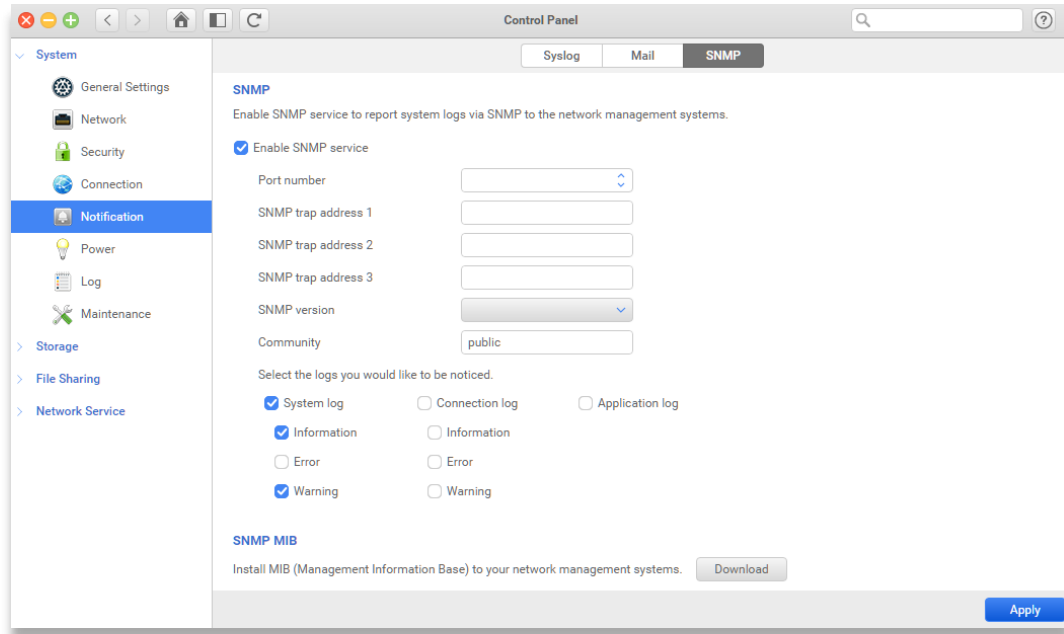 Control Panel
System
General Settings
Network
Security
Connection
Notification
Power
Log
Maintenance
Storage
File Sharing
Network Service
Syslog Mail SNMP
SNMP
Enable SNMP service to report system logs via SNMP to the network management systems.
Enable SNMP service
Port number
SNMP trap address 1
SNMP trap address 2
SNMP trap address 3
SNMP version
Community public
Select the logs you would like to be noticed.
System log Connection log Application log
Information Information
Error Error
Warning Warning
SNMP MIB
Install MIB (Management Information Base) to your network management systems. Download
Apply